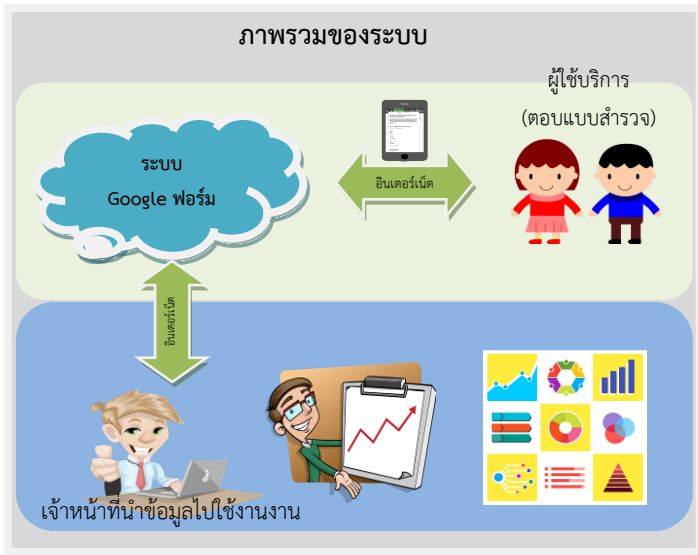 ภาพรวมของระบบ
ผู้ใช้บริการ
(ตอบแบบสำรวจ)
ระบบ
Google ฟอร์ม
อินเตอร์เน็ต
อินเตอร์เน็ต
เจ้าหน้าที่นำข้อมูลไปใช้งานงาน